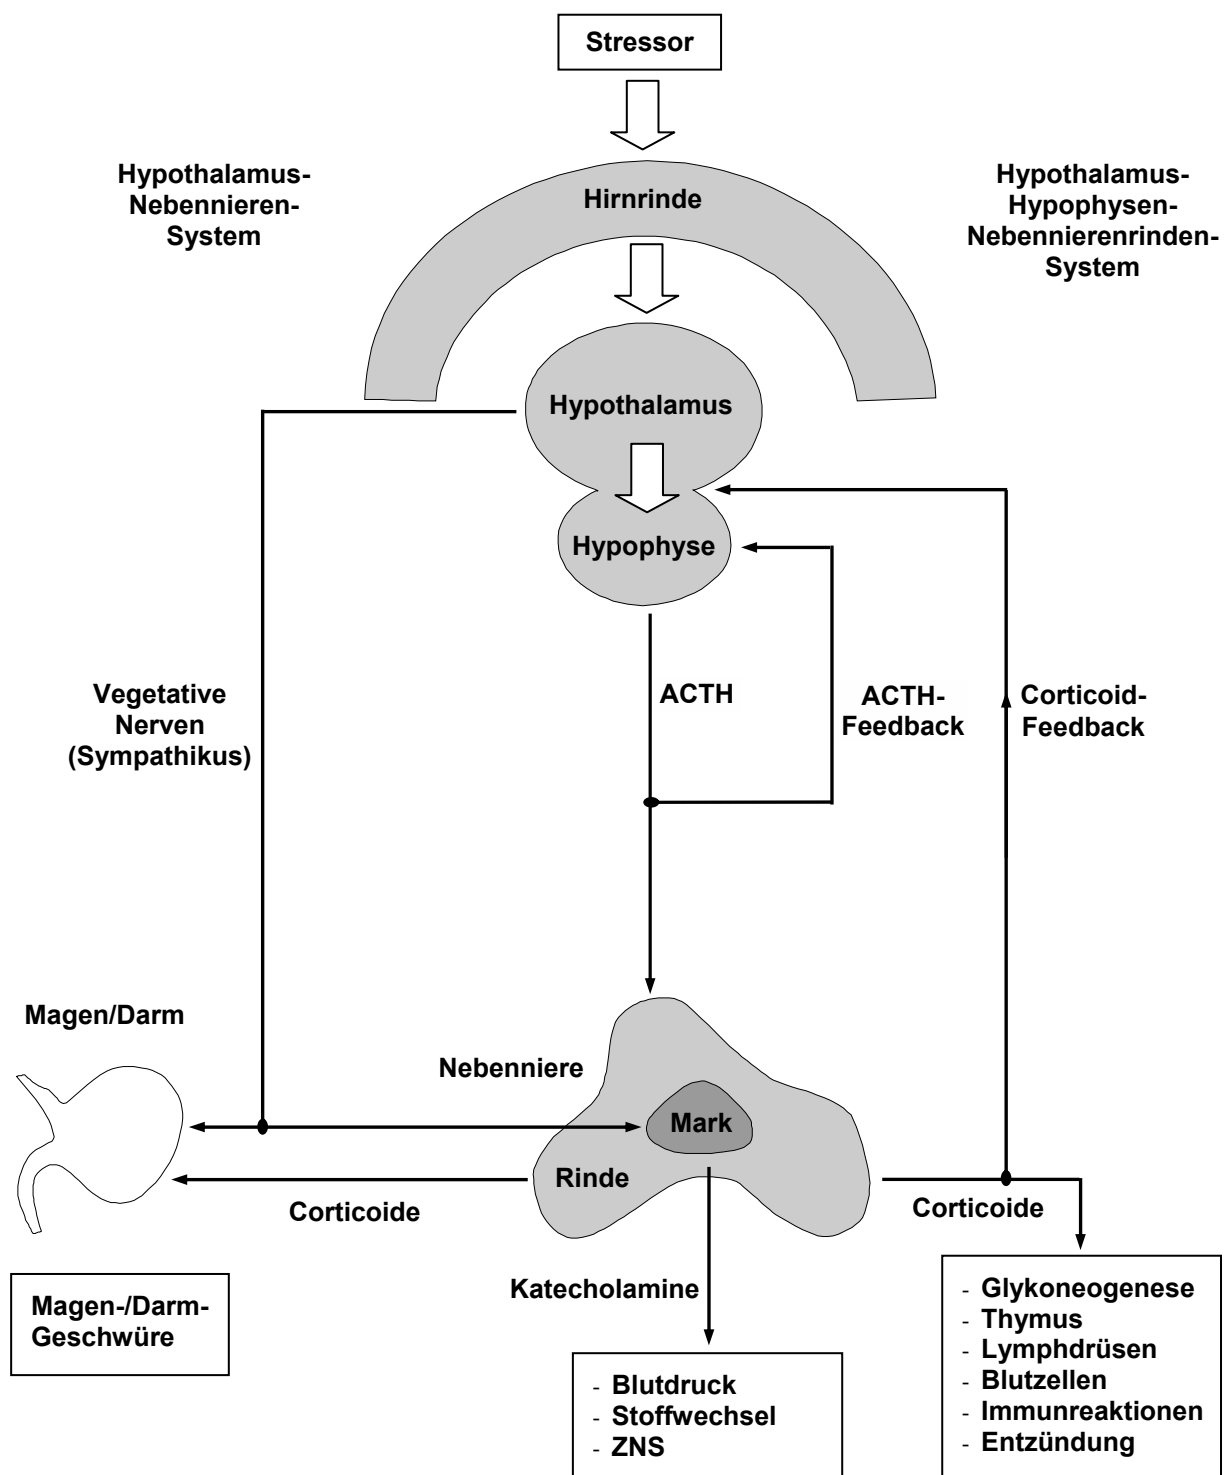 Stressor
Hypothalamus-
Nebennieren-
System
Hirnrinde
Hypothalamus-
Hypophysen-
Nebennierenrinden-
System
Hypothalamus
Hypophyse
Vegetative
Nerven
(Sympathikus)
ACTH
ACTH-
Feedback
Corticoid-
Feedback
Magen/Darm
Nebenniere
Mark
Rinde
Corticoide
Corticoide
Katecholamine
Magen-/Darm-
Geschwüre
- Blutdruck
- Stoffwechsel
- ZNS
- Glykoneogenese
- Thymus
- Lymphdrüsen
- Blutzellen
- Immunreaktionen
- Entzündung